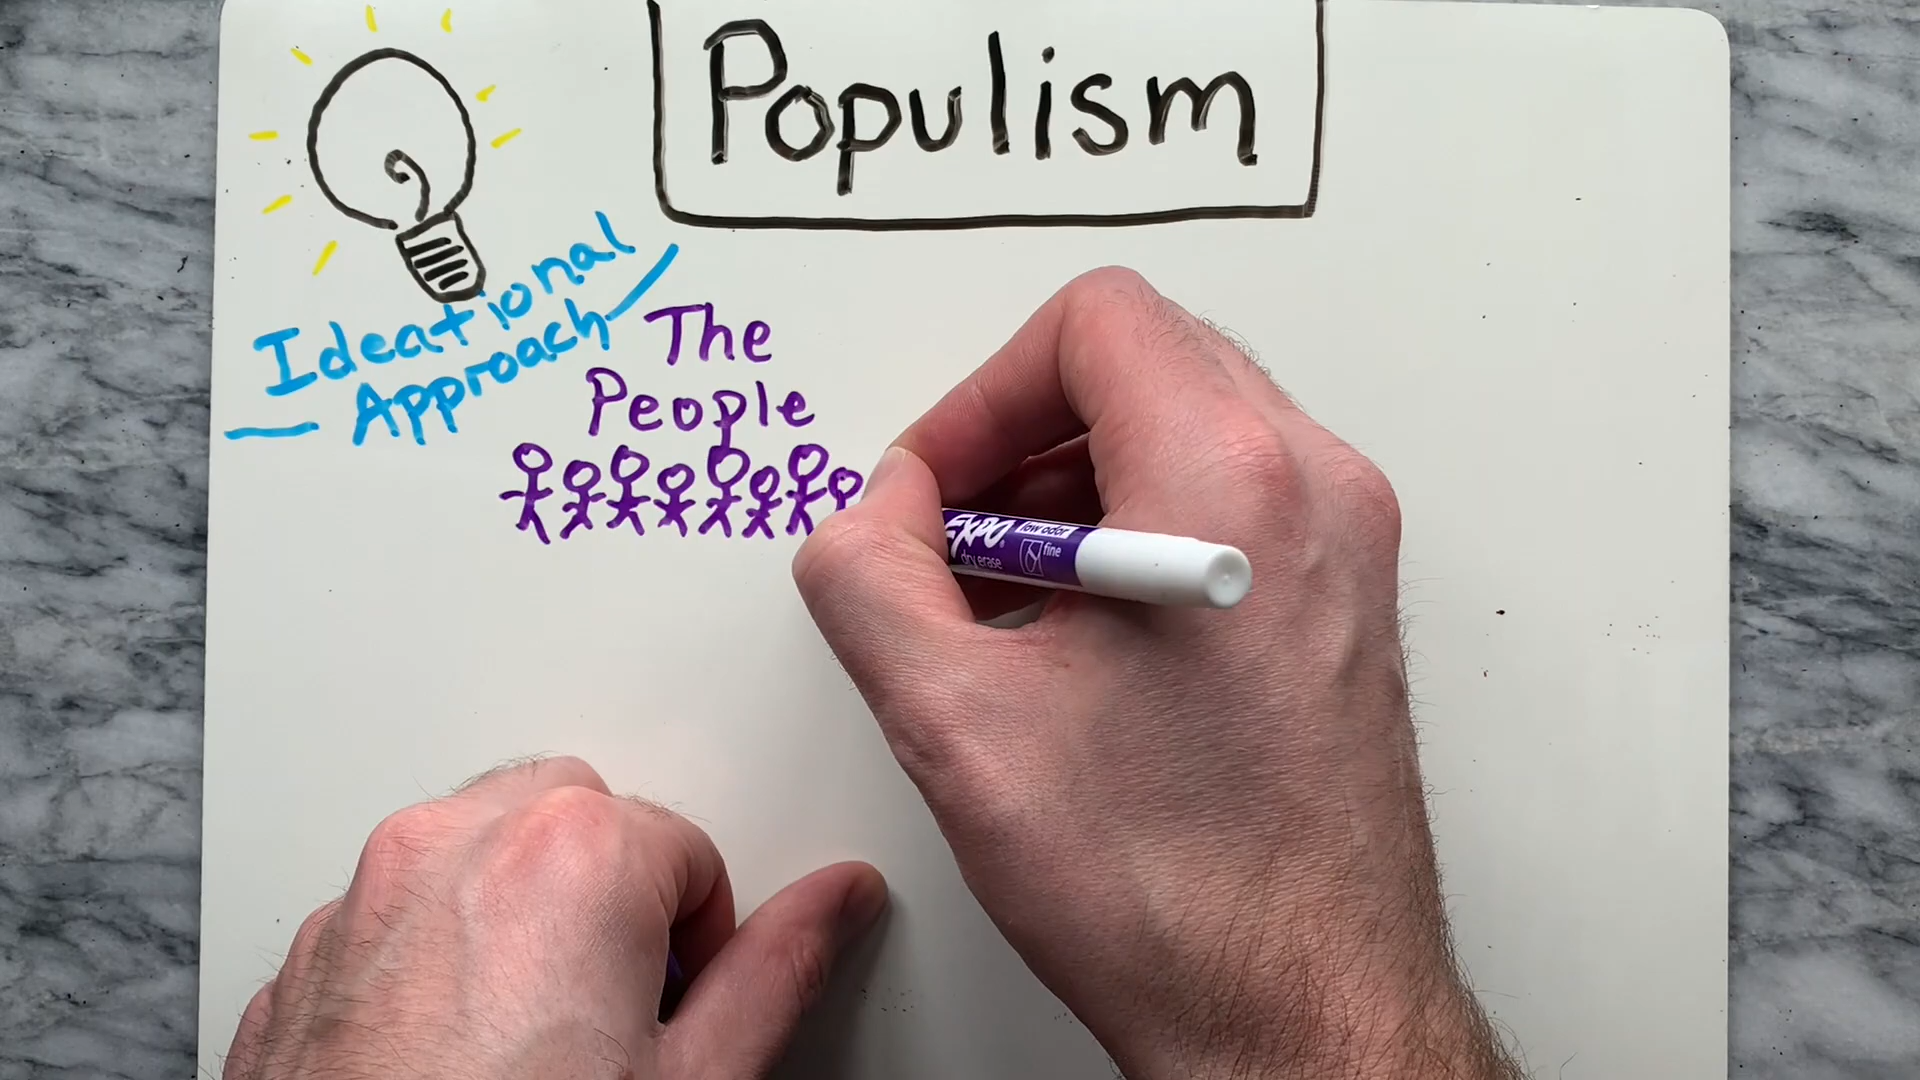 Populism
Ideational
Approach
The
People
EXPO low odor
dry erase fine